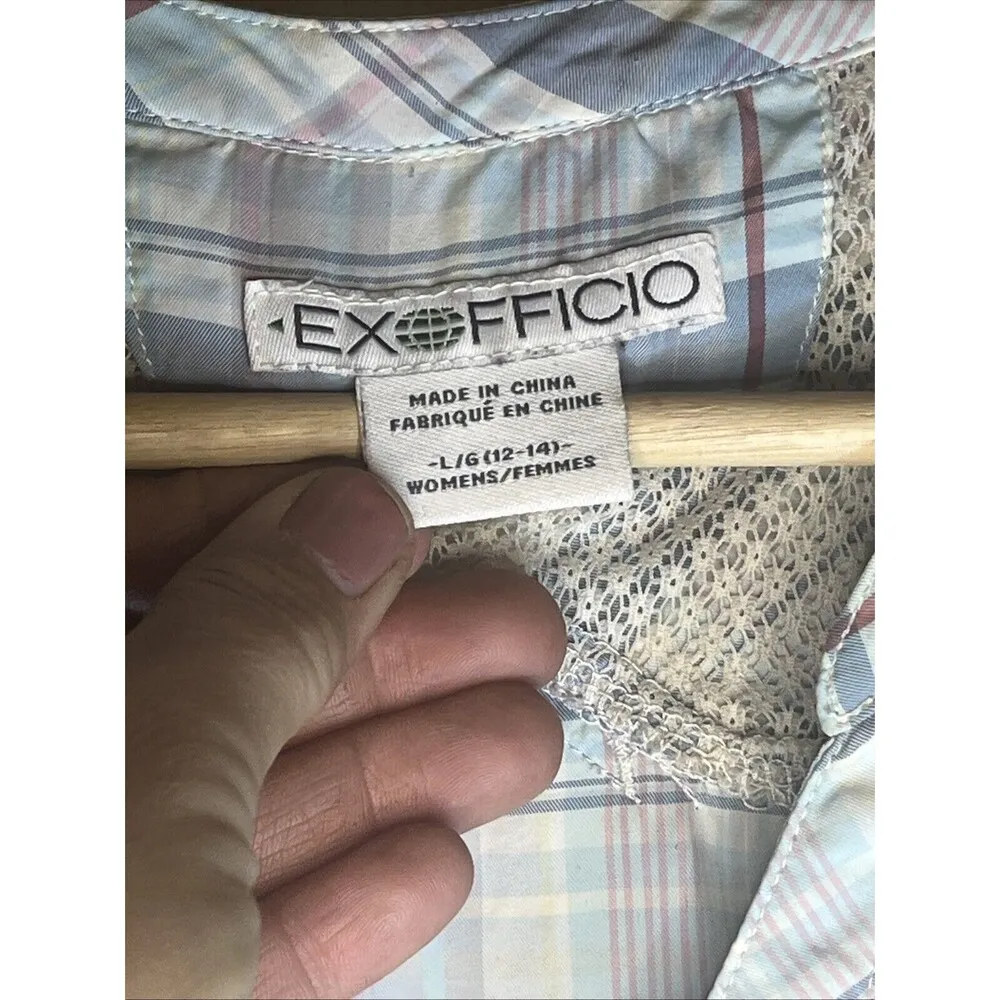 EXOFFICIO
MADE IN CHINA
FABRIQUÉ EN CHINE
-L/G (12-14)-
WOMENS/FEMMES